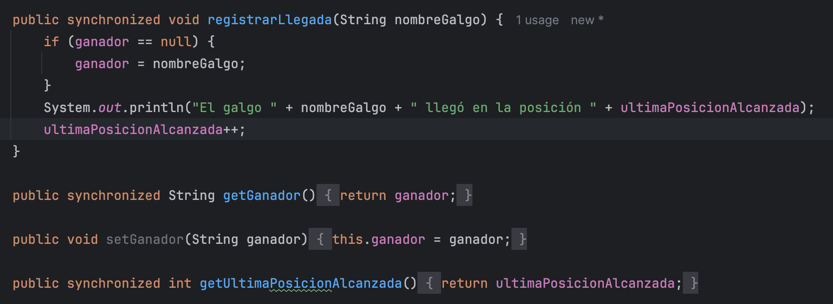 public synchronized void registrarLlegada(String nombreGalgo) { 1 usage new *
if (ganador == null) {
ganador = nombreGalgo;
}
System.out.println("El galgo " + nombreGalgo + " llegó en la posición " + ultimaPosicionAlcanzada);
ultimaPosicionAlcanzada++;
}
public synchronized String getGanador() { return ganador; }
public void setGanador(String ganador) { this.ganador = ganador; }
public synchronized int getUltimaPosicionAlcanzada() { return ultimaPosicionAlcanzada; }